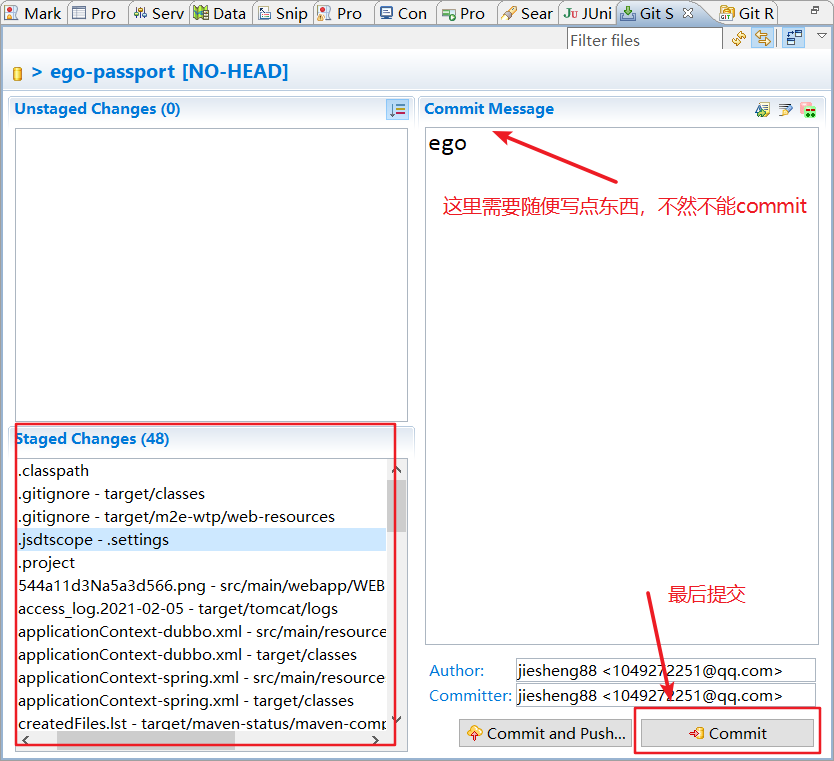 Mark Pro Serv Data Snip Pro Con Pro Sear JUni Git S Git R
Filter files
> ego-passport [NO-HEAD]
Unstaged Changes (0)
Commit Message
ego
这里需要随便写点东西，不然不能commit
Staged Changes (48)
.classpath
.gitignore - target/classes
.gitignore - target/m2e-wtp/web-resources
.jsdtscope - .settings
.project
544a11d3Na5a3d566.png - src/main/webapp/WEB
access_log.2021-02-05 - target/tomcat/logs
applicationContext-dubbo.xml - src/main/resource
applicationContext-dubbo.xml - target/classes
applicationContext-spring.xml - src/main/resource
applicationContext-spring.xml - target/classes
createdFiles.lst - target/maven-status/maven-comp
最后提交
Author: jiesheng88 <1049272251@qq.com>
Committer: jiesheng88 <1049272251@qq.com>
Commit and Push...
Commit